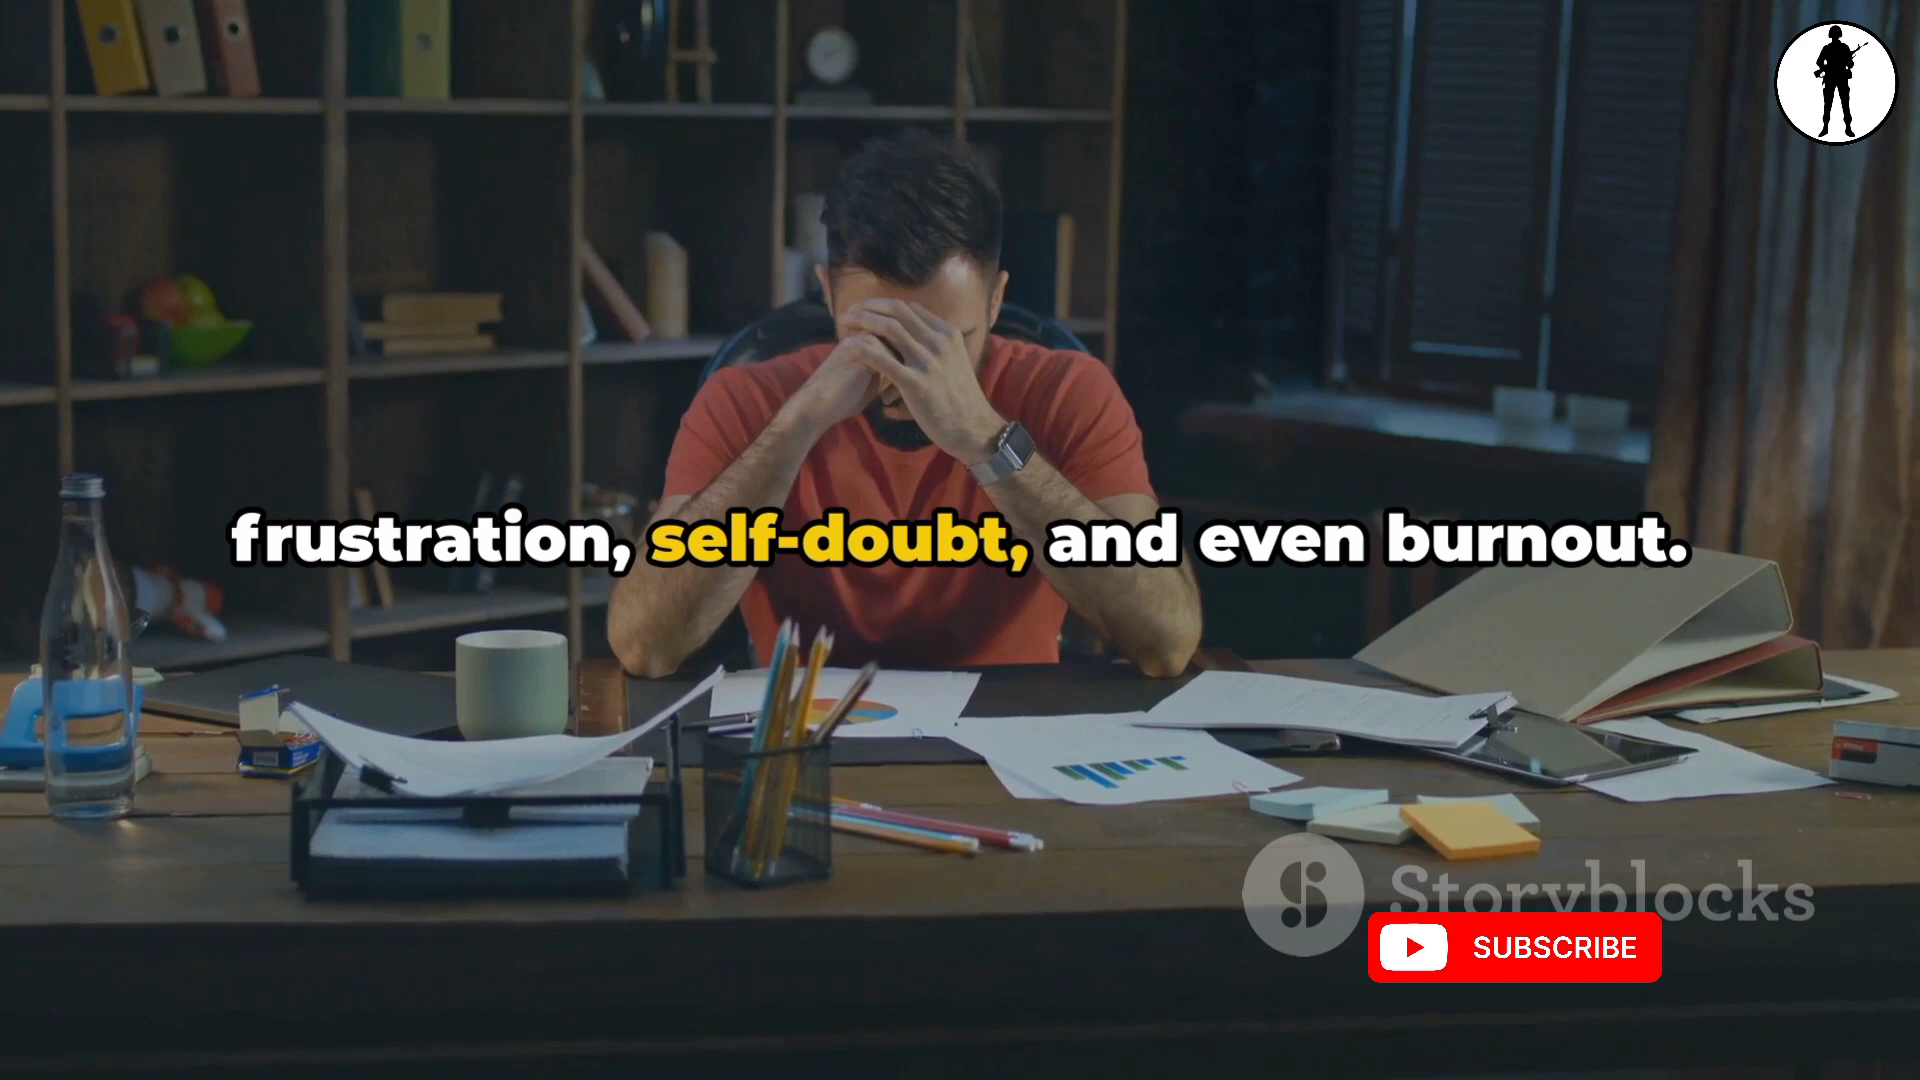 frustration, self-doubt, and even burnout.
Storyblocks
SUBSCRIBE